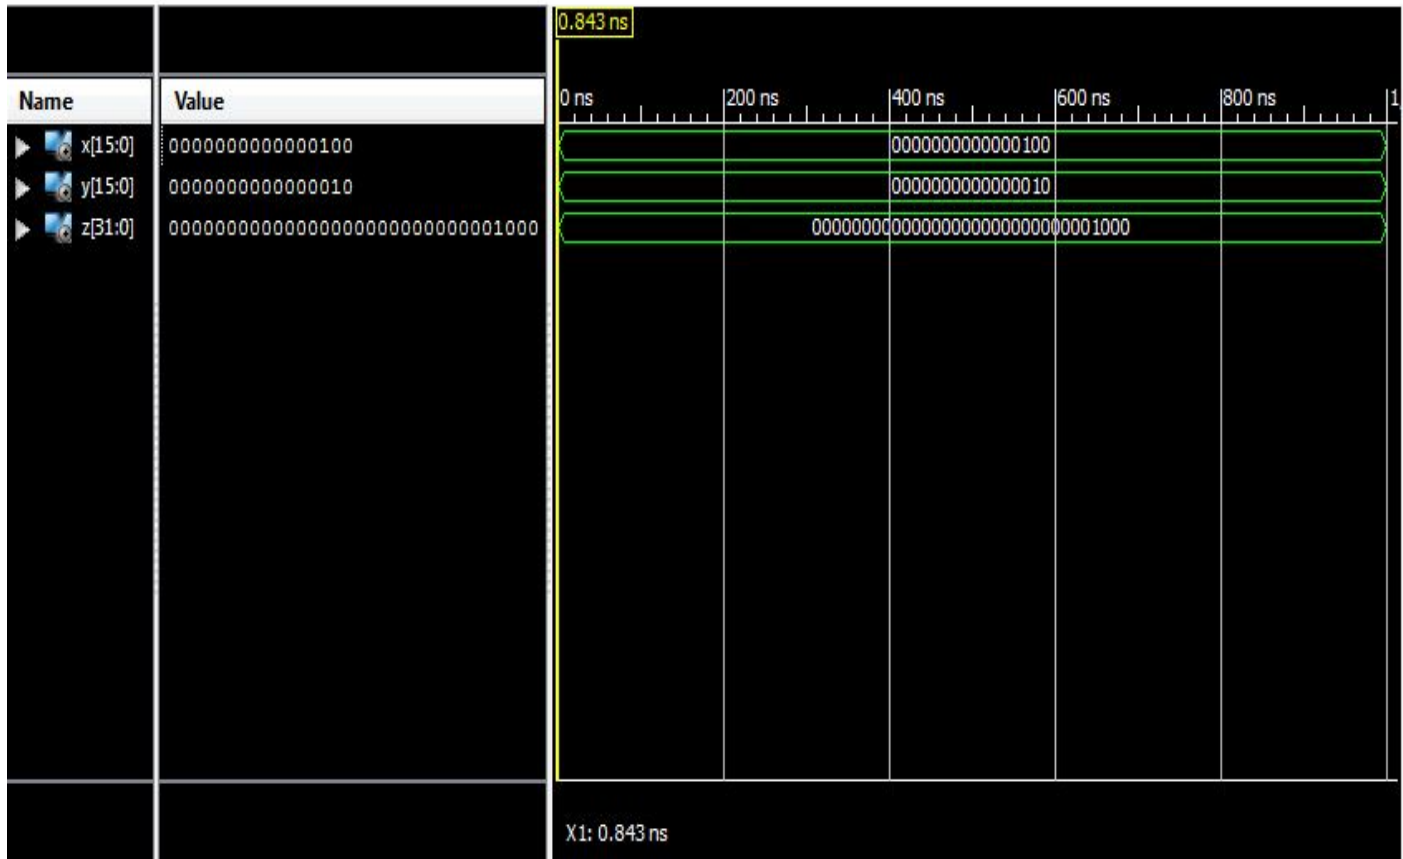 0.843 ns
Name Value 0 ns 200 ns 400 ns 600 ns 800 ns 1
x[15:0] 0000000000000100 0000000000000100
y[15:0] 0000000000000010 0000000000000010
z[31:0] 00000000000000000000000000001000 00000000000000000000000000001000
X1: 0.843 ns